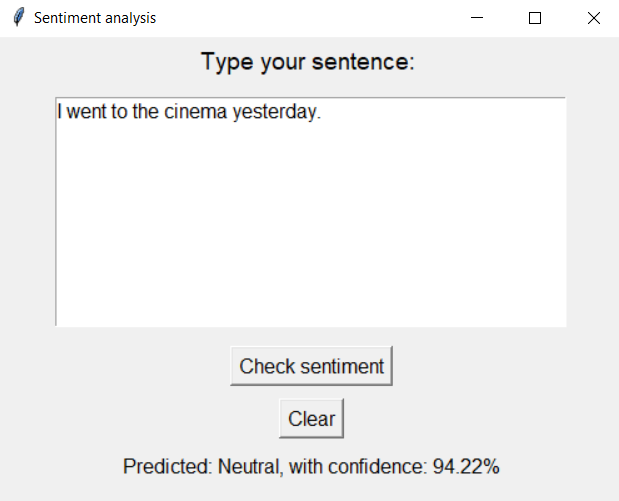 Sentiment analysis
Type your sentence:
I went to the cinema yesterday.
Check sentiment
Clear
Predicted: Neutral, with confidence: 94.22%